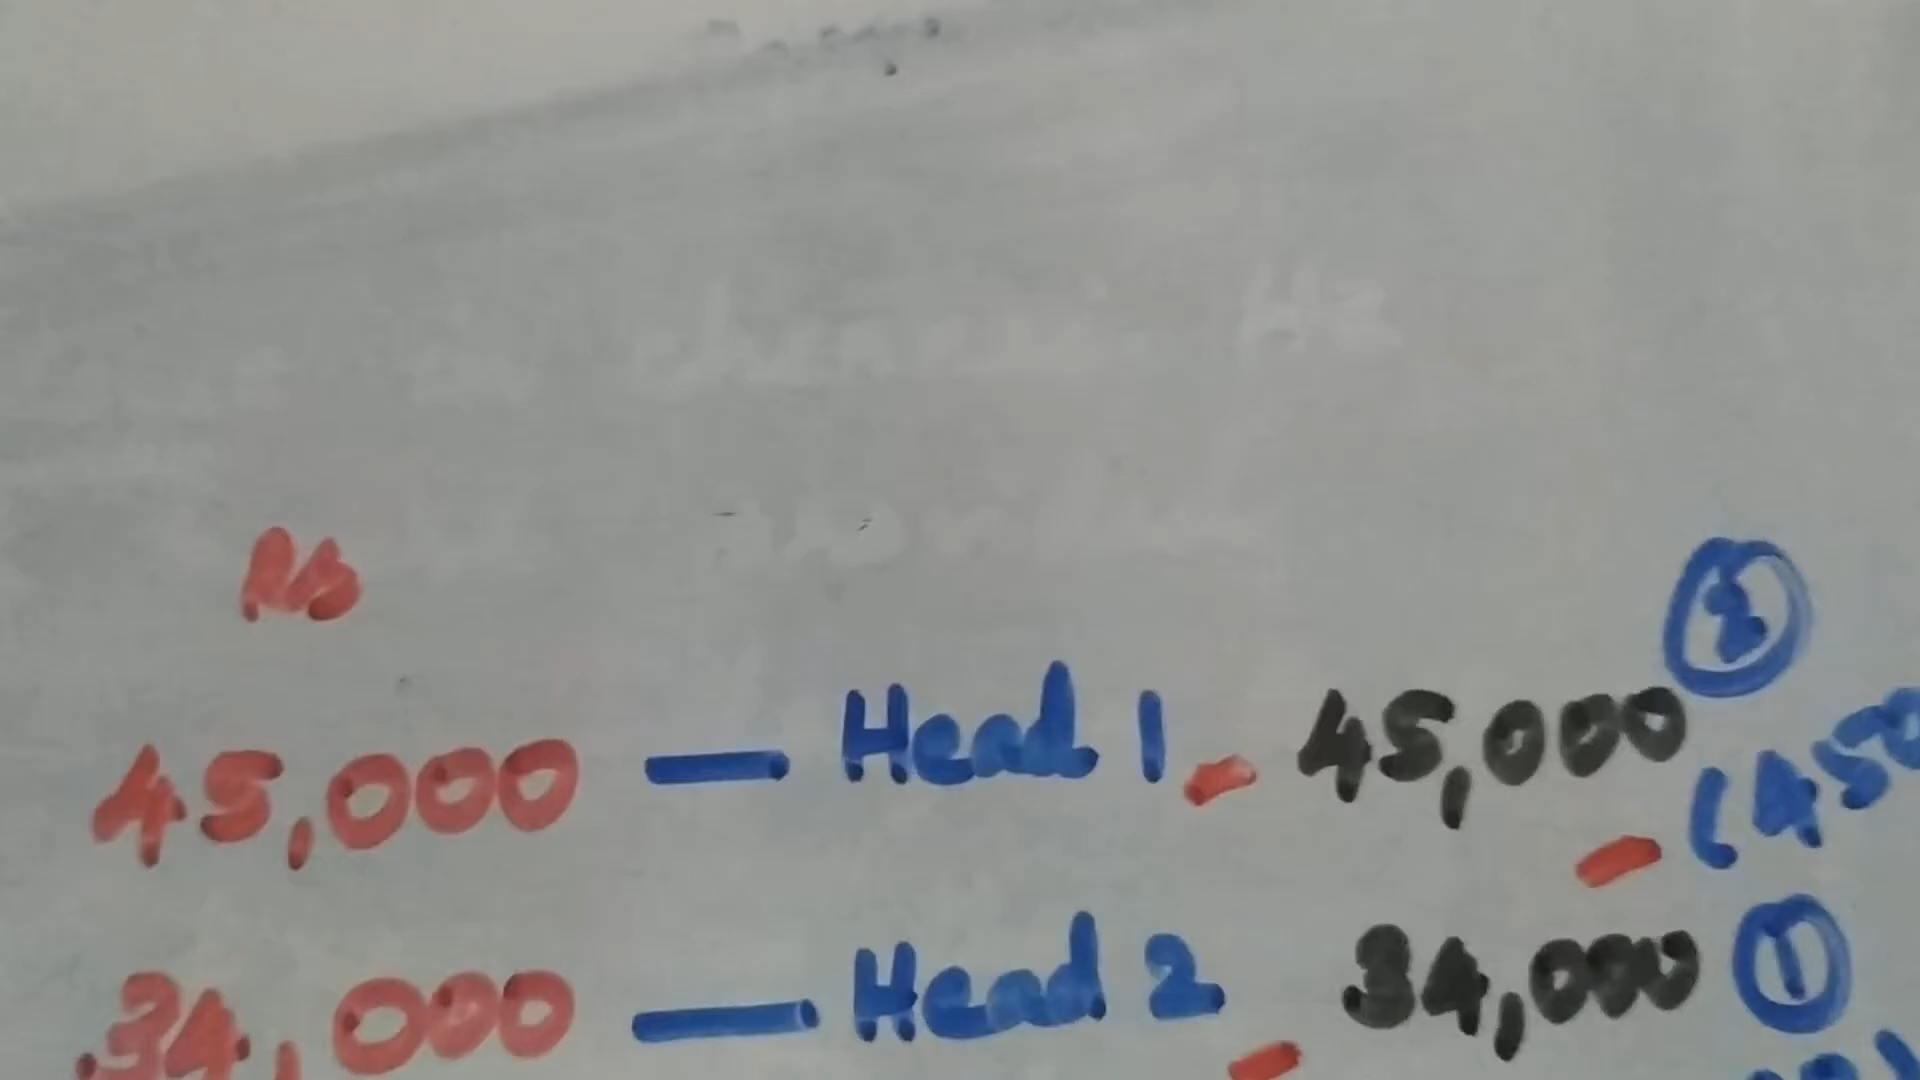 Rs
②
45,000 — Head 1 - 45,000
- (450
34,000 — Head 2 34,000 ①